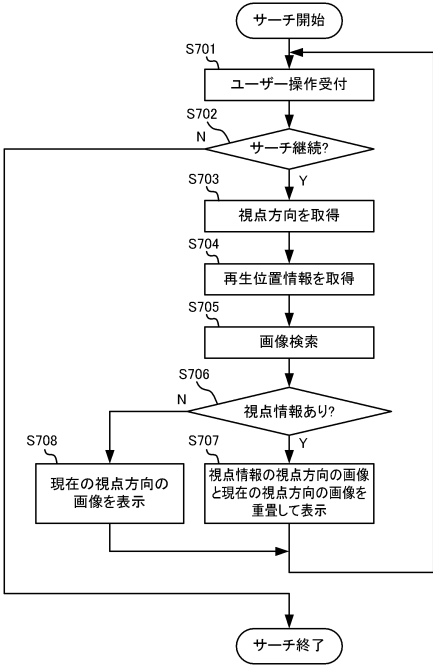 サーチ開始
S701
ユーザー操作受付
S702
N
サーチ継続?
Y
S703
視点方向を取得
S704
再生位置情報を取得
S705
画像検索
S706
N
視点情報あり?
Y
S708
S707
現在の視点方向の
画像を表示
視点情報の視点方向の画像
と現在の視点方向の画像を
重畳して表示
サーチ終了